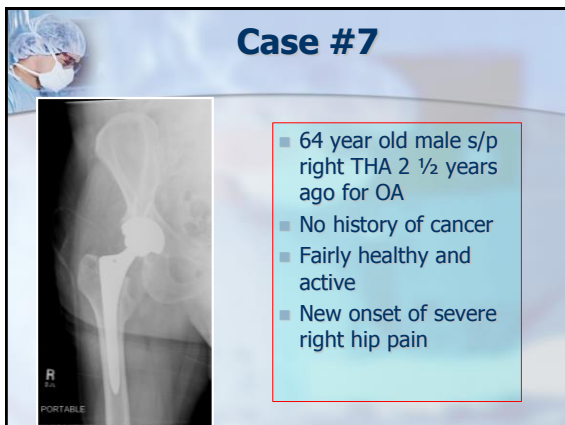 Case #7
64 year old male s/p
right THA 2 ½ years
ago for OA
No history of cancer
Fairly healthy and
active
New onset of severe
right hip pain
R
PORTABLE